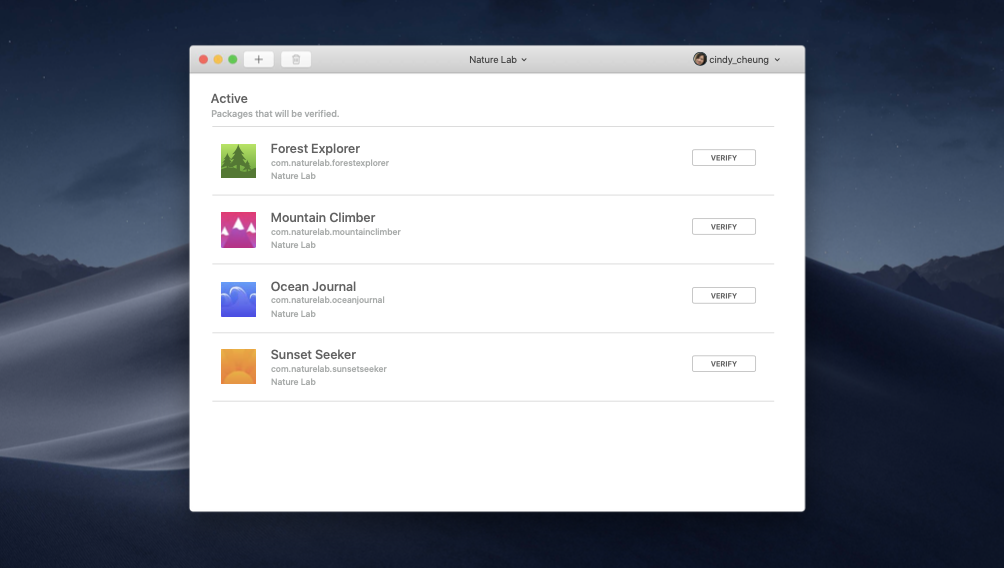 Nature Lab
cindy_cheung
Active
Packages that will be verified.
Forest Explorer
com.naturelab.forestexplorer
Nature Lab
VERIFY
Mountain Climber
com.naturelab.mountainclimber
Nature Lab
VERIFY
Ocean Journal
com.naturelab.oceanjournal
Nature Lab
VERIFY
Sunset Seeker
com.naturelab.sunsetseeker
Nature Lab
VERIFY